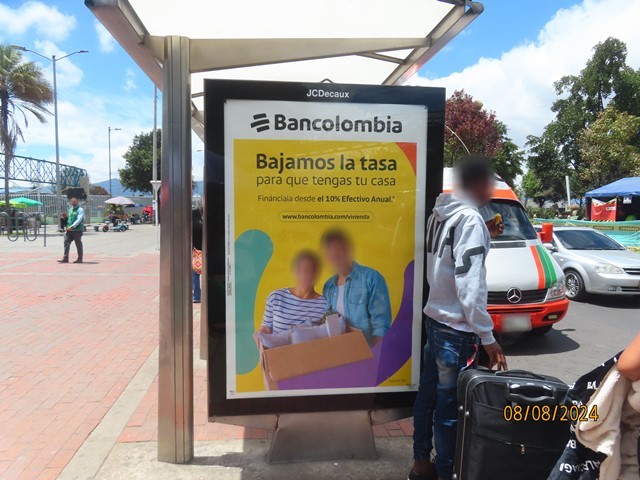 JCDecaux
Bancolombia
Bajamos la tasa
para que tengas tu casa
Finánciala desde el 10% Efectivo Anual.*
www.bancolombia.com/vivienda
08/08/2024